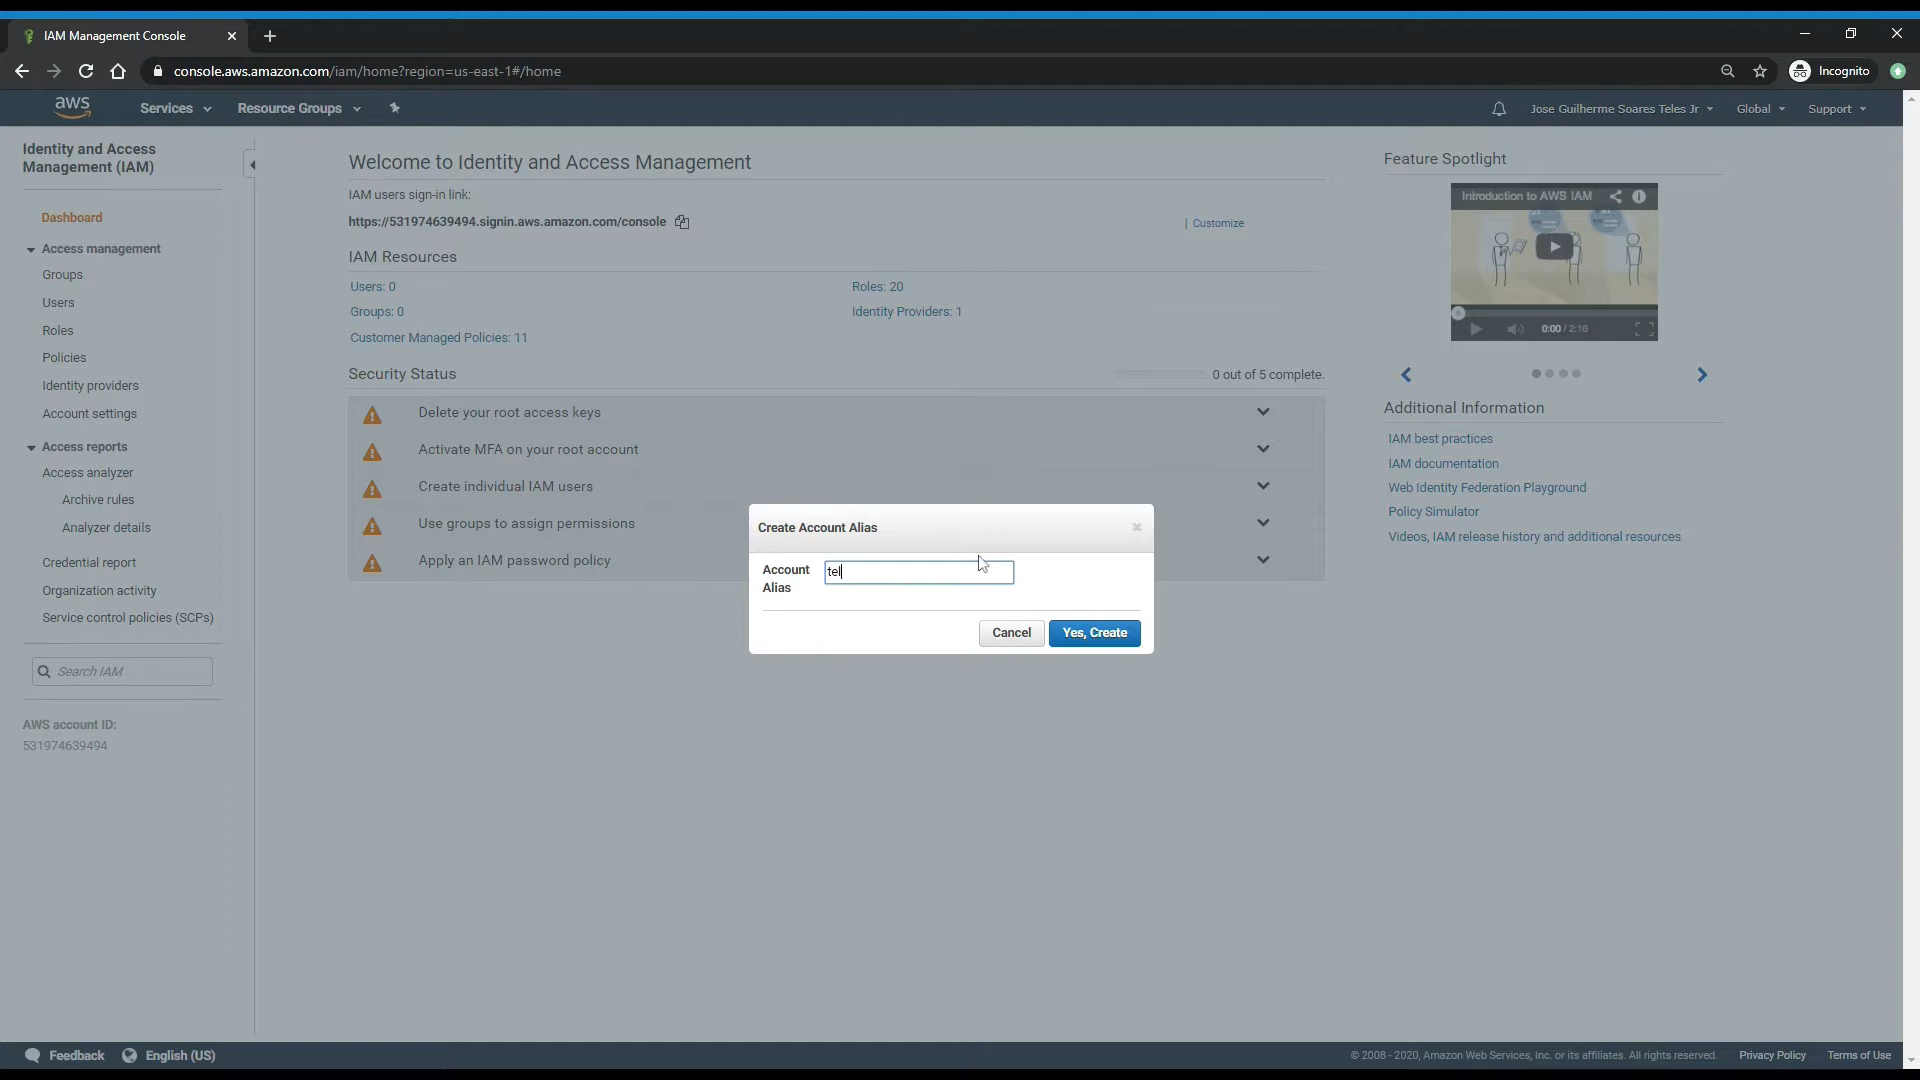 IAM Management Console
console.aws.amazon.com/iam/home?region=us-east-1#/home
Incognito
aws
Services
Resource Groups
Jose Guilherme Soares Teles Jr
Global
Support
Identity and Access
Management (IAM)
Dashboard
Access management
Groups
Users
Roles
Policies
Identity providers
Account settings
Access reports
Access analyzer
Archive rules
Analyzer details
Credential report
Organization activity
Service control policies (SCPs)
Search IAM
AWS account ID:
531974639494
Welcome to Identity and Access Management
IAM users sign-in link:
https://531974639494.signin.aws.amazon.com/console
| Customize
IAM Resources
Users: 0
Roles: 20
Groups: 0
Identity Providers: 1
Customer Managed Policies: 11
Security Status
0 out of 5 complete.
Delete your root access keys
Activate MFA on your root account
Create individual IAM users
Use groups to assign permissions
Apply an IAM password policy
Create Account Alias
Account
Alias
tel
Cancel
Yes, Create
Feature Spotlight
Introduction to AWS IAM
0:00 / 2:16
Additional Information
IAM best practices
IAM documentation
Web Identity Federation Playground
Policy Simulator
Videos, IAM release history and additional resources
Feedback
English (US)
© 2008 - 2020, Amazon Web Services, Inc. or its affiliates. All rights reserved.
Privacy Policy
Terms of Use